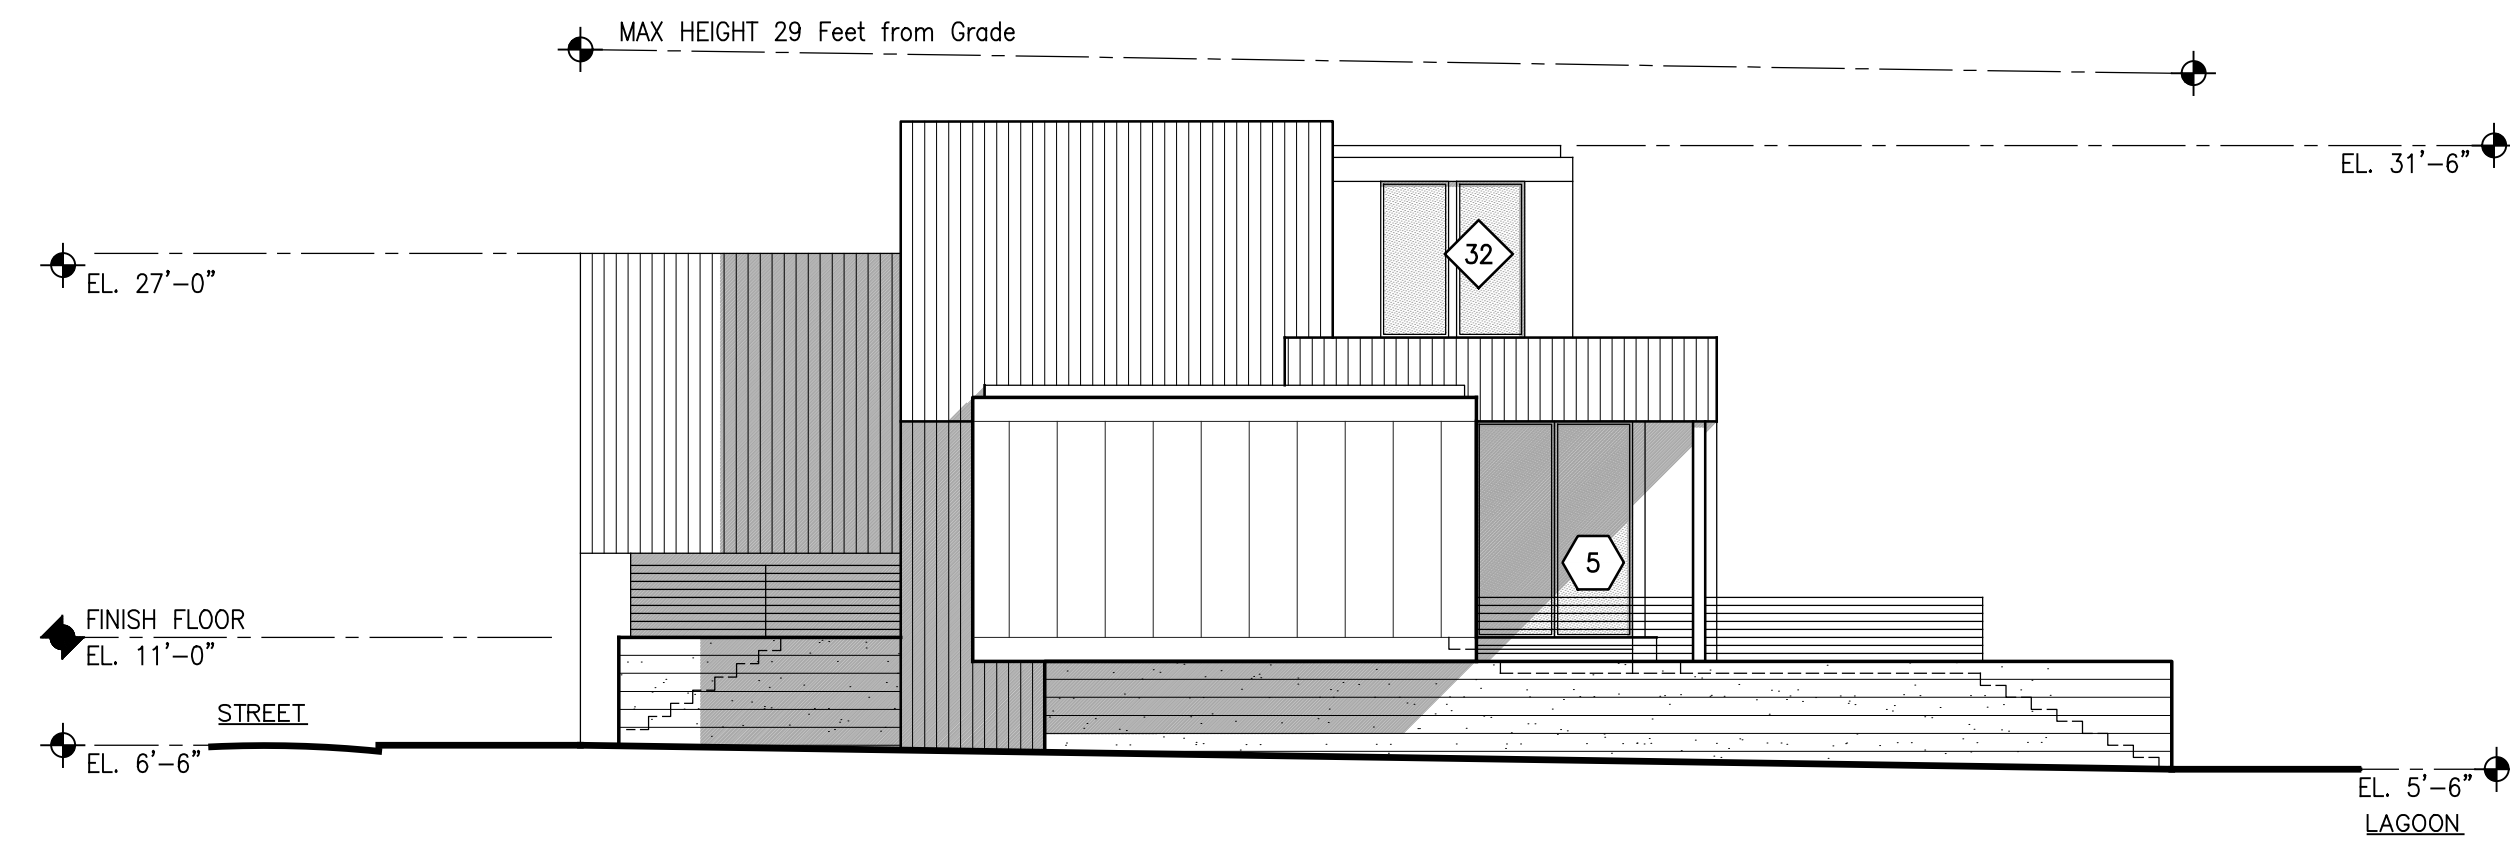 MAX HEIGHT 29 Feet from Grade
EL. 31'-6"
32
EL. 27'-0"
5
FINISH FLOOR
EL. 11'-0"
STREET
EL. 6'-6"
EL. 5'-6"
LAGOON